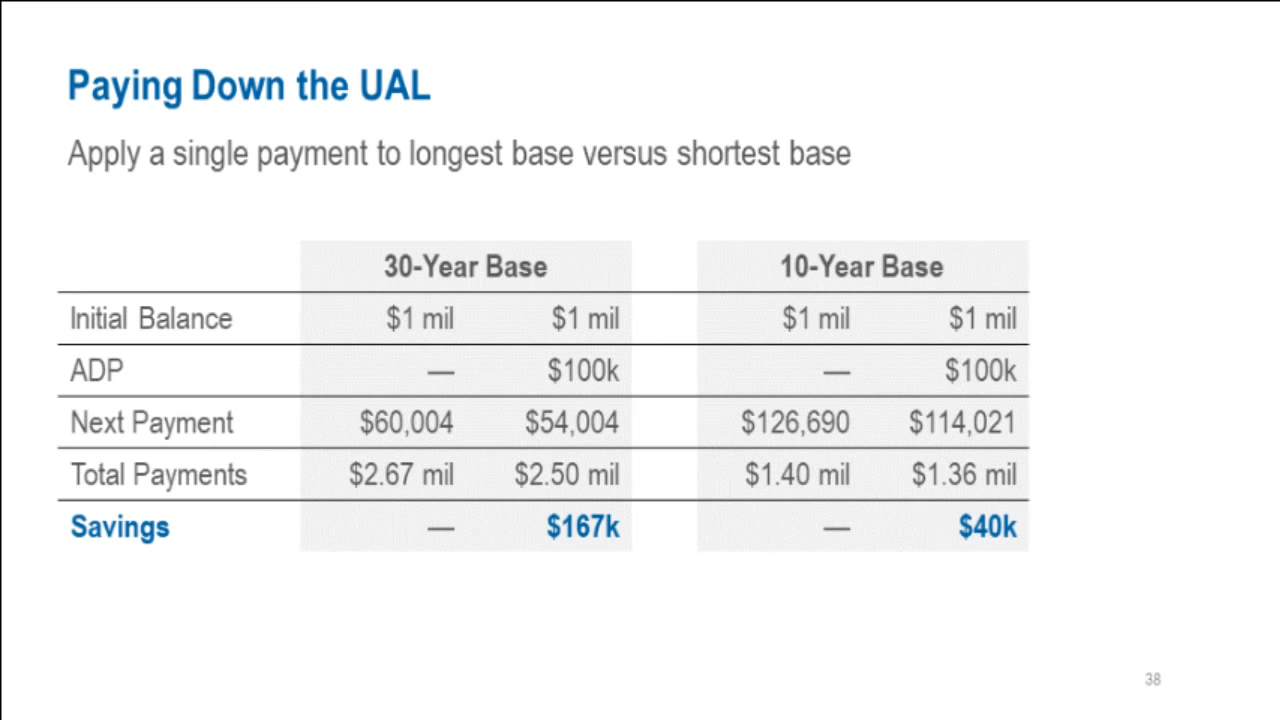 Paying Down the UAL
Apply a single payment to longest base versus shortest base
30-Year Base 10-Year Base
Initial Balance $1 mil $1 mil $1 mil $1 mil
ADP — $100k — $100k
Next Payment $60,004 $54,004 $126,690 $114,021
Total Payments $2.67 mil $2.50 mil $1.40 mil $1.36 mil
Savings — $167k — $40k
38